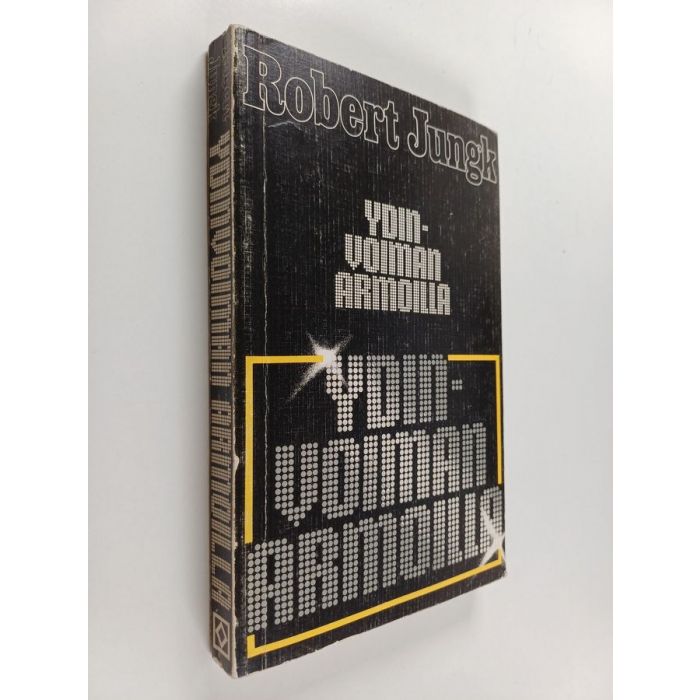 Robert Jungk
YDIN-
VOIMAN
ARMOILLA
YDIN-
VOIMAN
ARMOILLA
YDINVOIMAN ARMOILLA